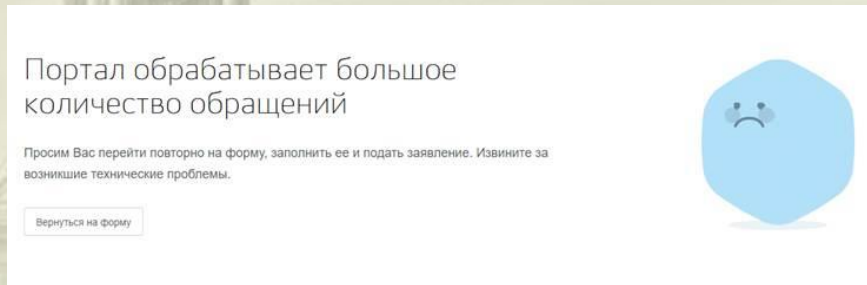 Портал обрабатывает большое
количество обращений
Просим Вас перейти повторно на форму, заполнить ее и подать заявление. Извините за
возникшие технические проблемы.
Вернуться на форму